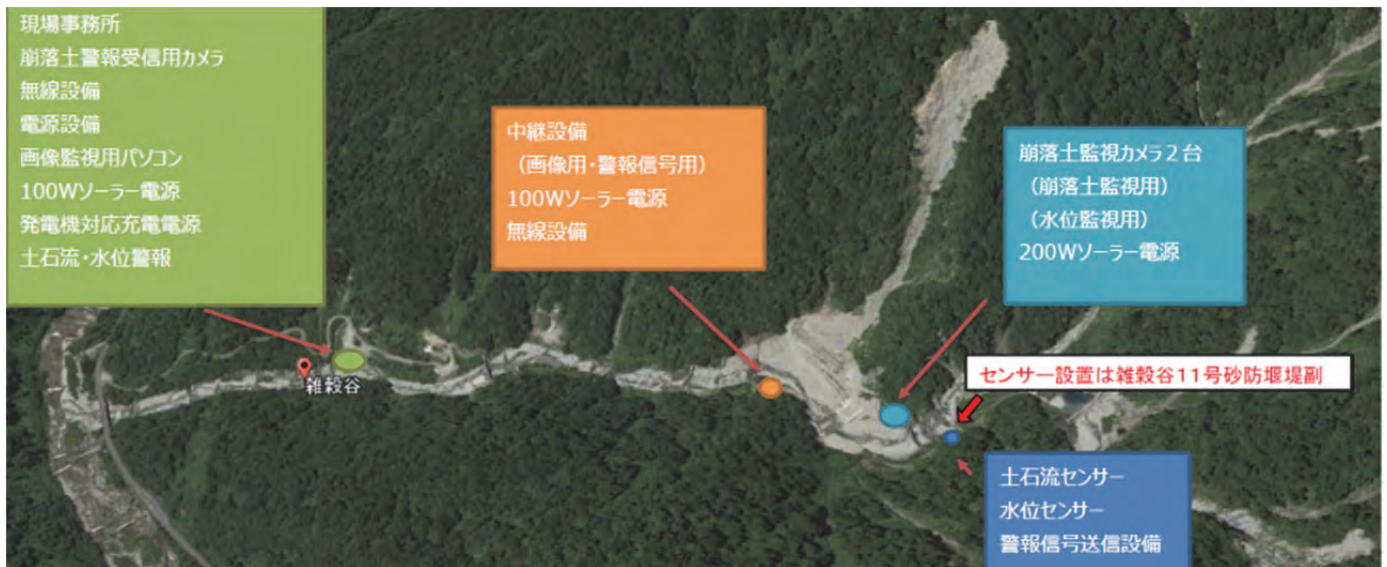 現場事務所
崩落土警報受信用カメラ
無線設備
電源設備
画像監視用パソコン
100Wソーラー電源
発電機対応充電電源
土石流・水位警報
中継設備
（画像用・警報信号用）
100Wソーラー電源
無線設備
崩落土監視カメラ２台
（崩落土監視用）
（水位監視用）
200Wソーラー電源
雑穀谷
センサー設置は雑穀谷11号砂防堰堤副
土石流センサー
水位センサー
警報信号送信設備